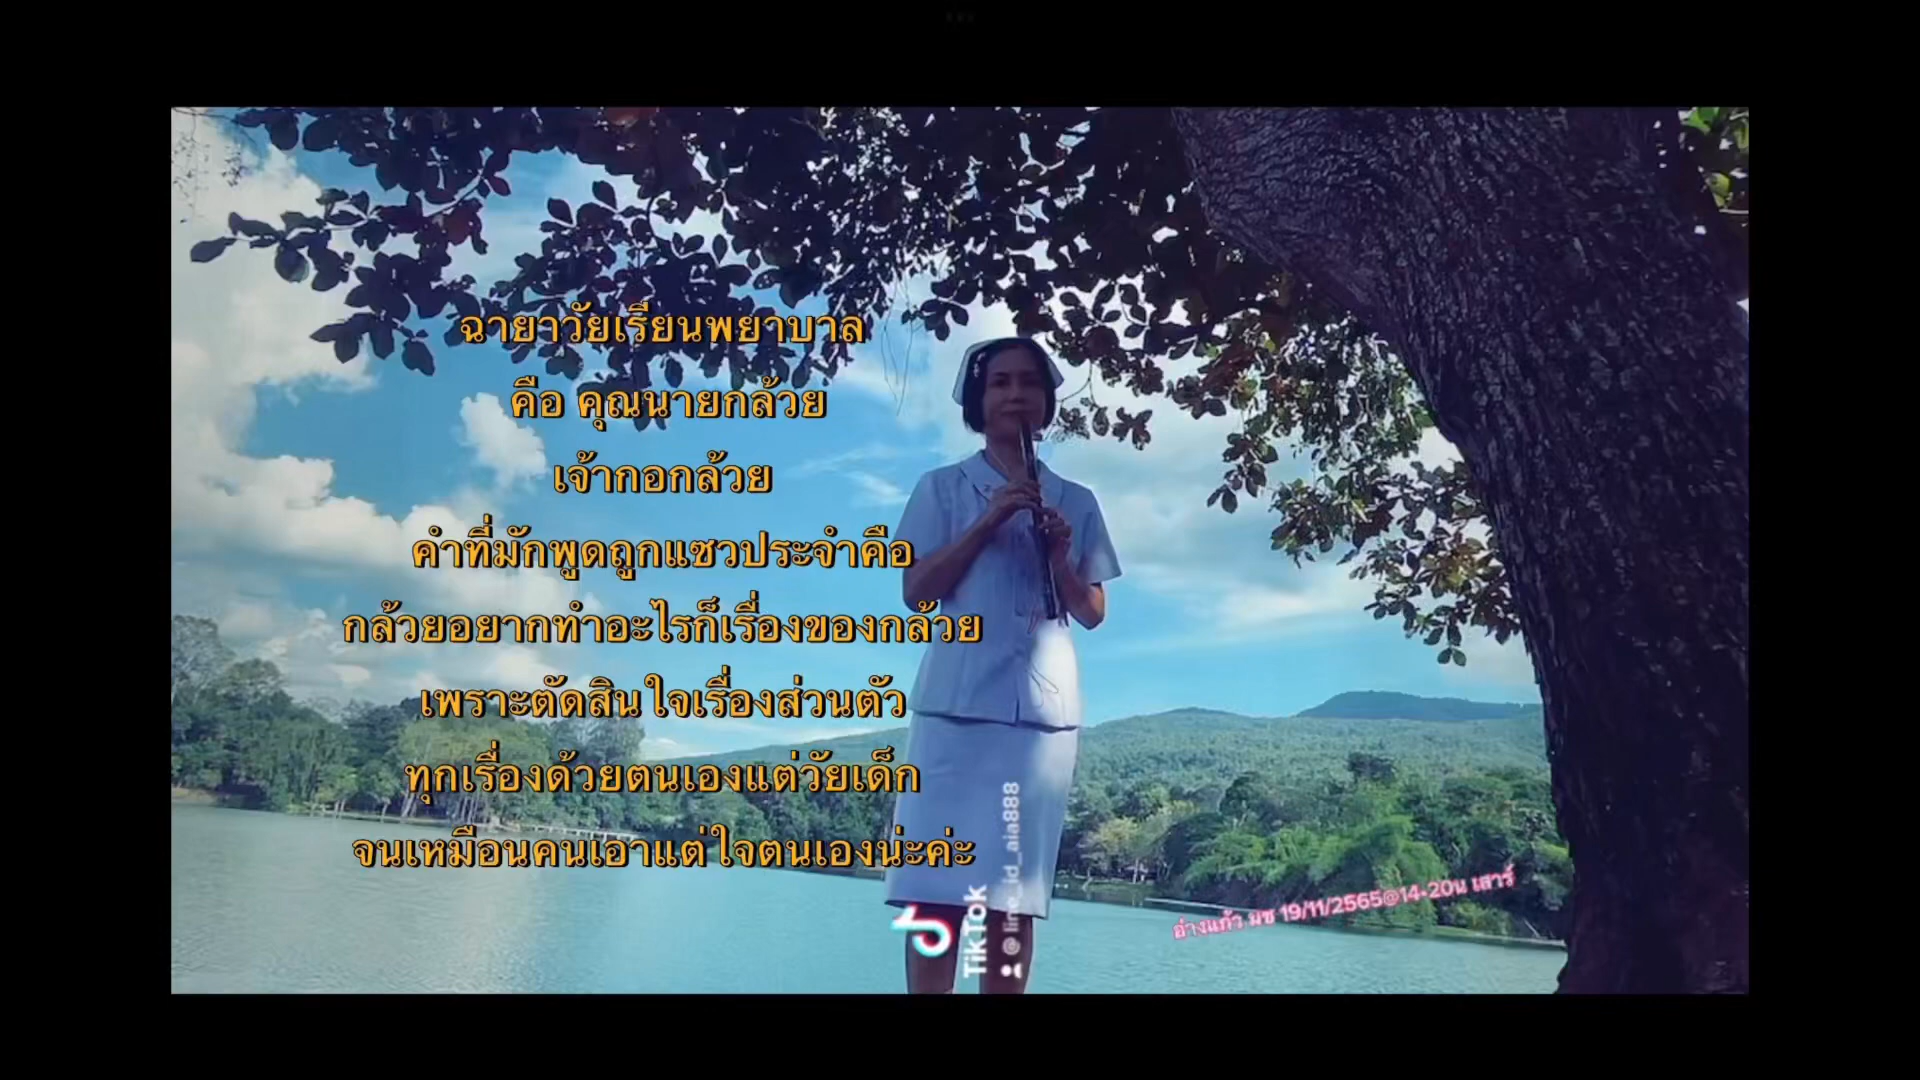 ฉายาวัยเรียนพยาบาล
คือ คุณนายกล้วย
เจ้ากอกล้วย
คำที่มักพูดถูกแซวประจำคือ
กล้วยอยากทำอะไรก็เรื่องของกล้วย
เพราะตัดสินใจเรื่องส่วนตัว
ทุกเรื่องด้วยตนเองแต่วัยเด็ก
จนเหมือนคนเอาแต่ใจตนเองน่ะค่ะ
อ่างแก้ว มช 19/11/2565@14.20น เสาร์
TikTok
@line_id_aia888